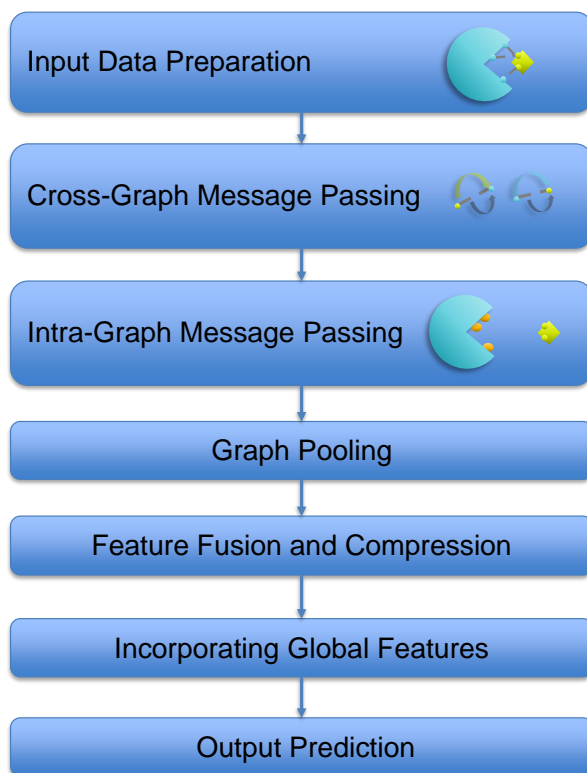 Input Data Preparation
Cross-Graph Message Passing
Intra-Graph Message Passing
Graph Pooling
Feature Fusion and Compression
Incorporating Global Features
Output Prediction